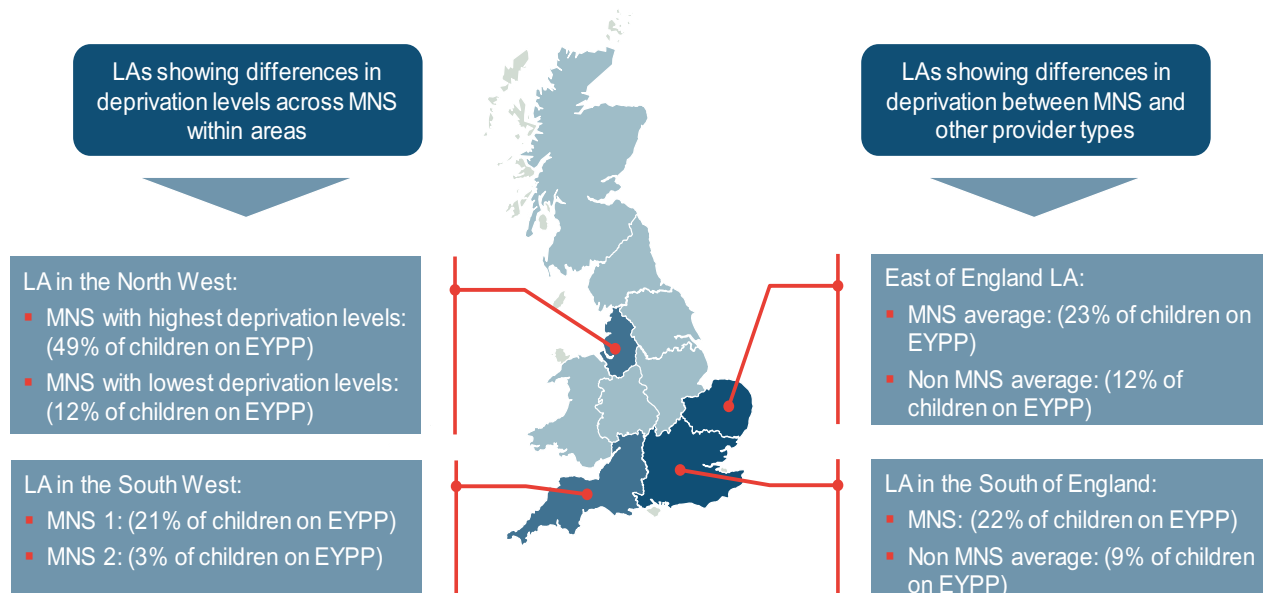 LAs showing differences in
deprivation levels across MNS
within areas
LA in the North West:
▪ MNS with highest deprivation levels:
(49% of children on EYPP)
▪ MNS with lowest deprivation levels:
(12% of children on EYPP)
LA in the South West:
▪ MNS 1: (21% of children on EYPP)
▪ MNS 2: (3% of children on EYPP)
LAs showing differences in
deprivation between MNS and
other provider types
East of England LA:
▪ MNS average: (23% of children on
EYPP)
▪ Non MNS average: (12% of
children on EYPP)
LA in the South of England:
▪ MNS: (22% of children on EYPP)
▪ Non MNS average: (9% of children
on EYPP)